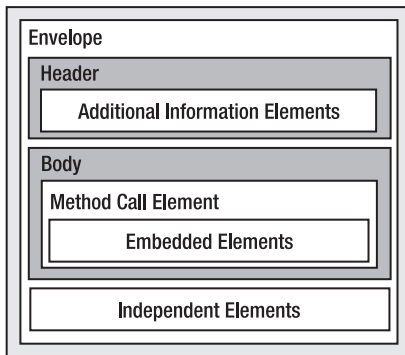 Envelope
Header
Additional Information Elements
Body
Method Call Element
Embedded Elements
Independent Elements